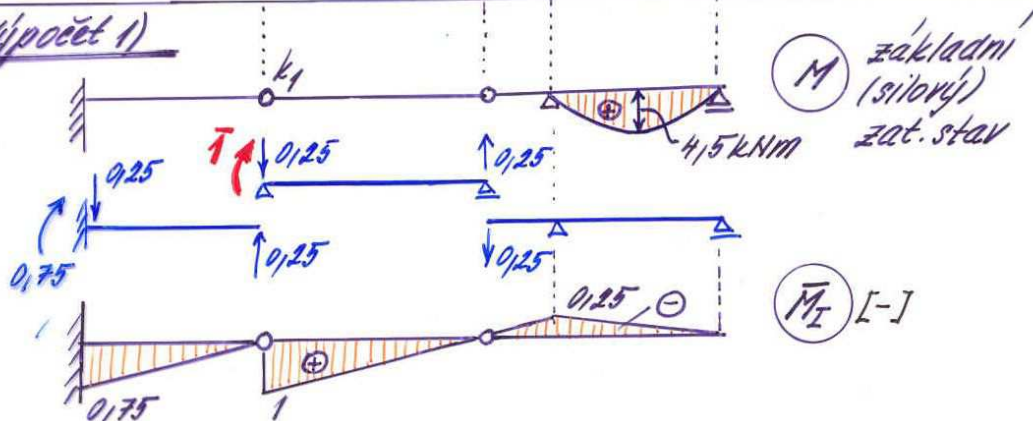 ýpočet 1)
k₁
M základní
(silový)
zat. stav
+
4,5 kNm
1̄
0,25
0,25
0,25
0,75
0,25
0,25
0,25
-
M̄_I [-]
+
0,75
1